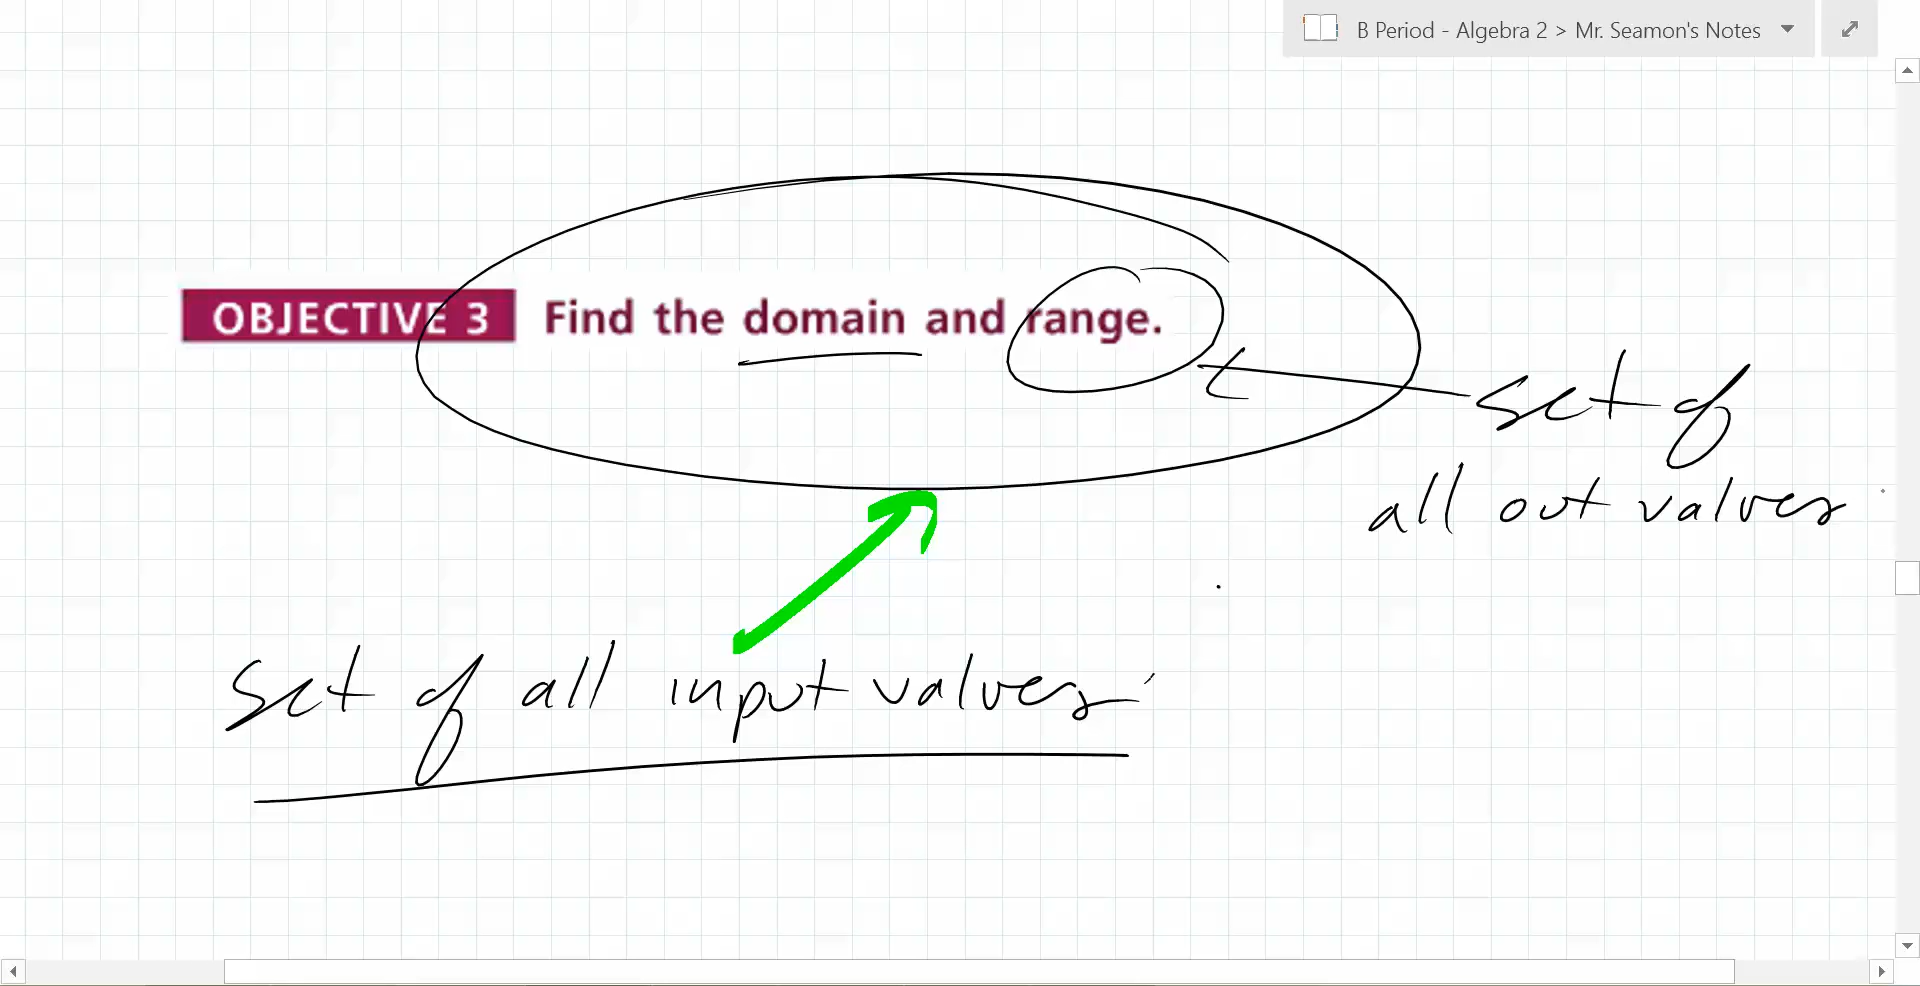 B Period - Algebra 2 > Mr. Seamon's Notes
OBJECTIVE 3 Find the domain and range.
set of
all out values
set of all input values